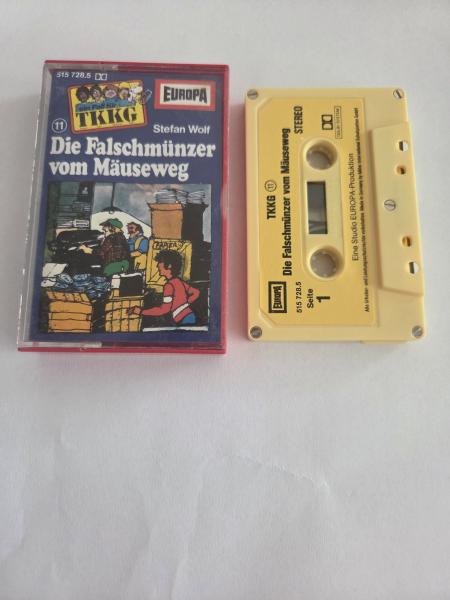 515 728.5
ein Fall für
TKKG
EUROPA
11
Stefan Wolf
Die Falschmünzer
vom Mäuseweg
PAPIER
TKKG 11
STEREO
Die Falschmünzer vom Mäuseweg
EUROPA
515 728.5
Seite
1
Eine Studio EUROPA-Produktion